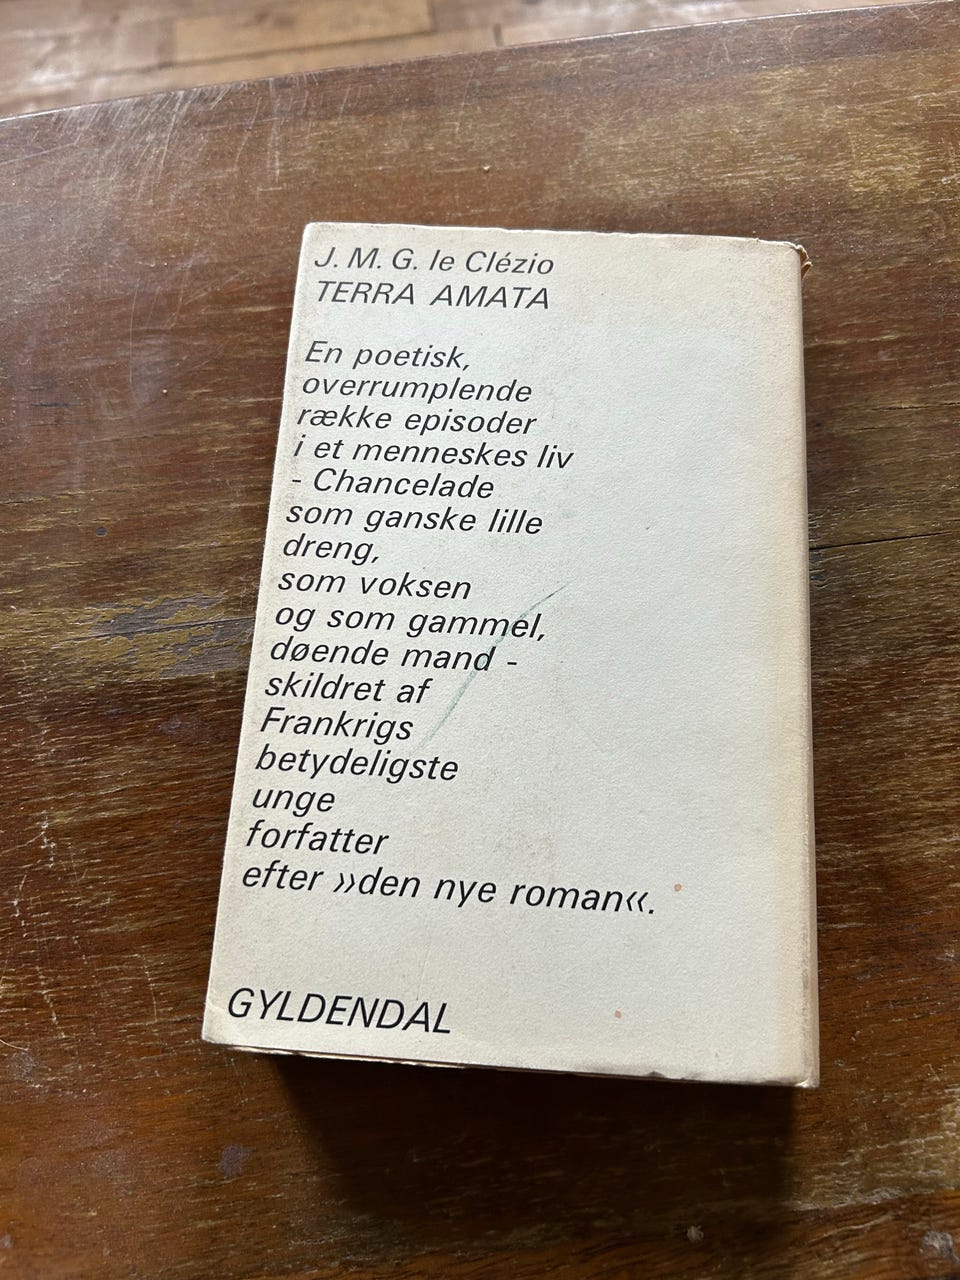 J. M. G. le Clézio
TERRA AMATA
En poetisk,
overrumplende
række episoder
i et menneskes liv
- Chancelade
som ganske lille
dreng,
som voksen
og som gammel,
døende mand -
skildret af
Frankrigs
betydeligste
unge
forfatter
efter »den nye roman«.
GYLDENDAL